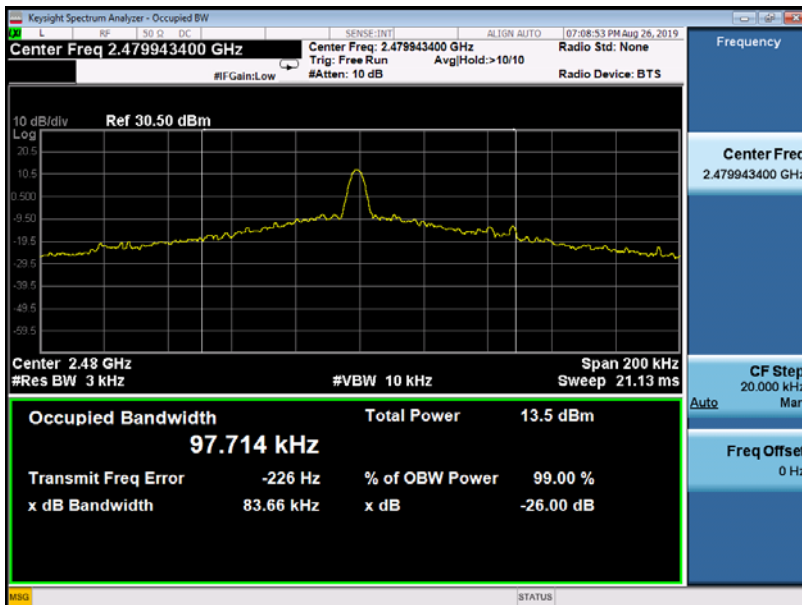 Keysight Spectrum Analyzer - Occupied BW
L RF 50 Ω DC SENSE:INT ALIGN AUTO 07:08:53 PM Aug 26, 2019
Center Freq 2.479943400 GHz
Center Freq: 2.479943400 GHz Radio Std: None
Trig: Free Run Avg|Hold:>10/10
#IFGain:Low #Atten: 10 dB Radio Device: BTS
10 dB/div Ref 30.50 dBm
Log
20.5
10.5
0.500
-9.50
-19.5
-29.5
-39.5
-49.5
-59.5
Center 2.48 GHz Span 200 kHz
#Res BW 3 kHz #VBW 10 kHz Sweep 21.13 ms
Occupied Bandwidth Total Power 13.5 dBm
97.714 kHz
Transmit Freq Error -226 Hz % of OBW Power 99.00 %
x dB Bandwidth 83.66 kHz x dB -26.00 dB
Frequency
Center Freq
2.479943400 GHz
CF Step
20.000 kHz
Auto Man
Freq Offset
0 Hz
MSG STATUS